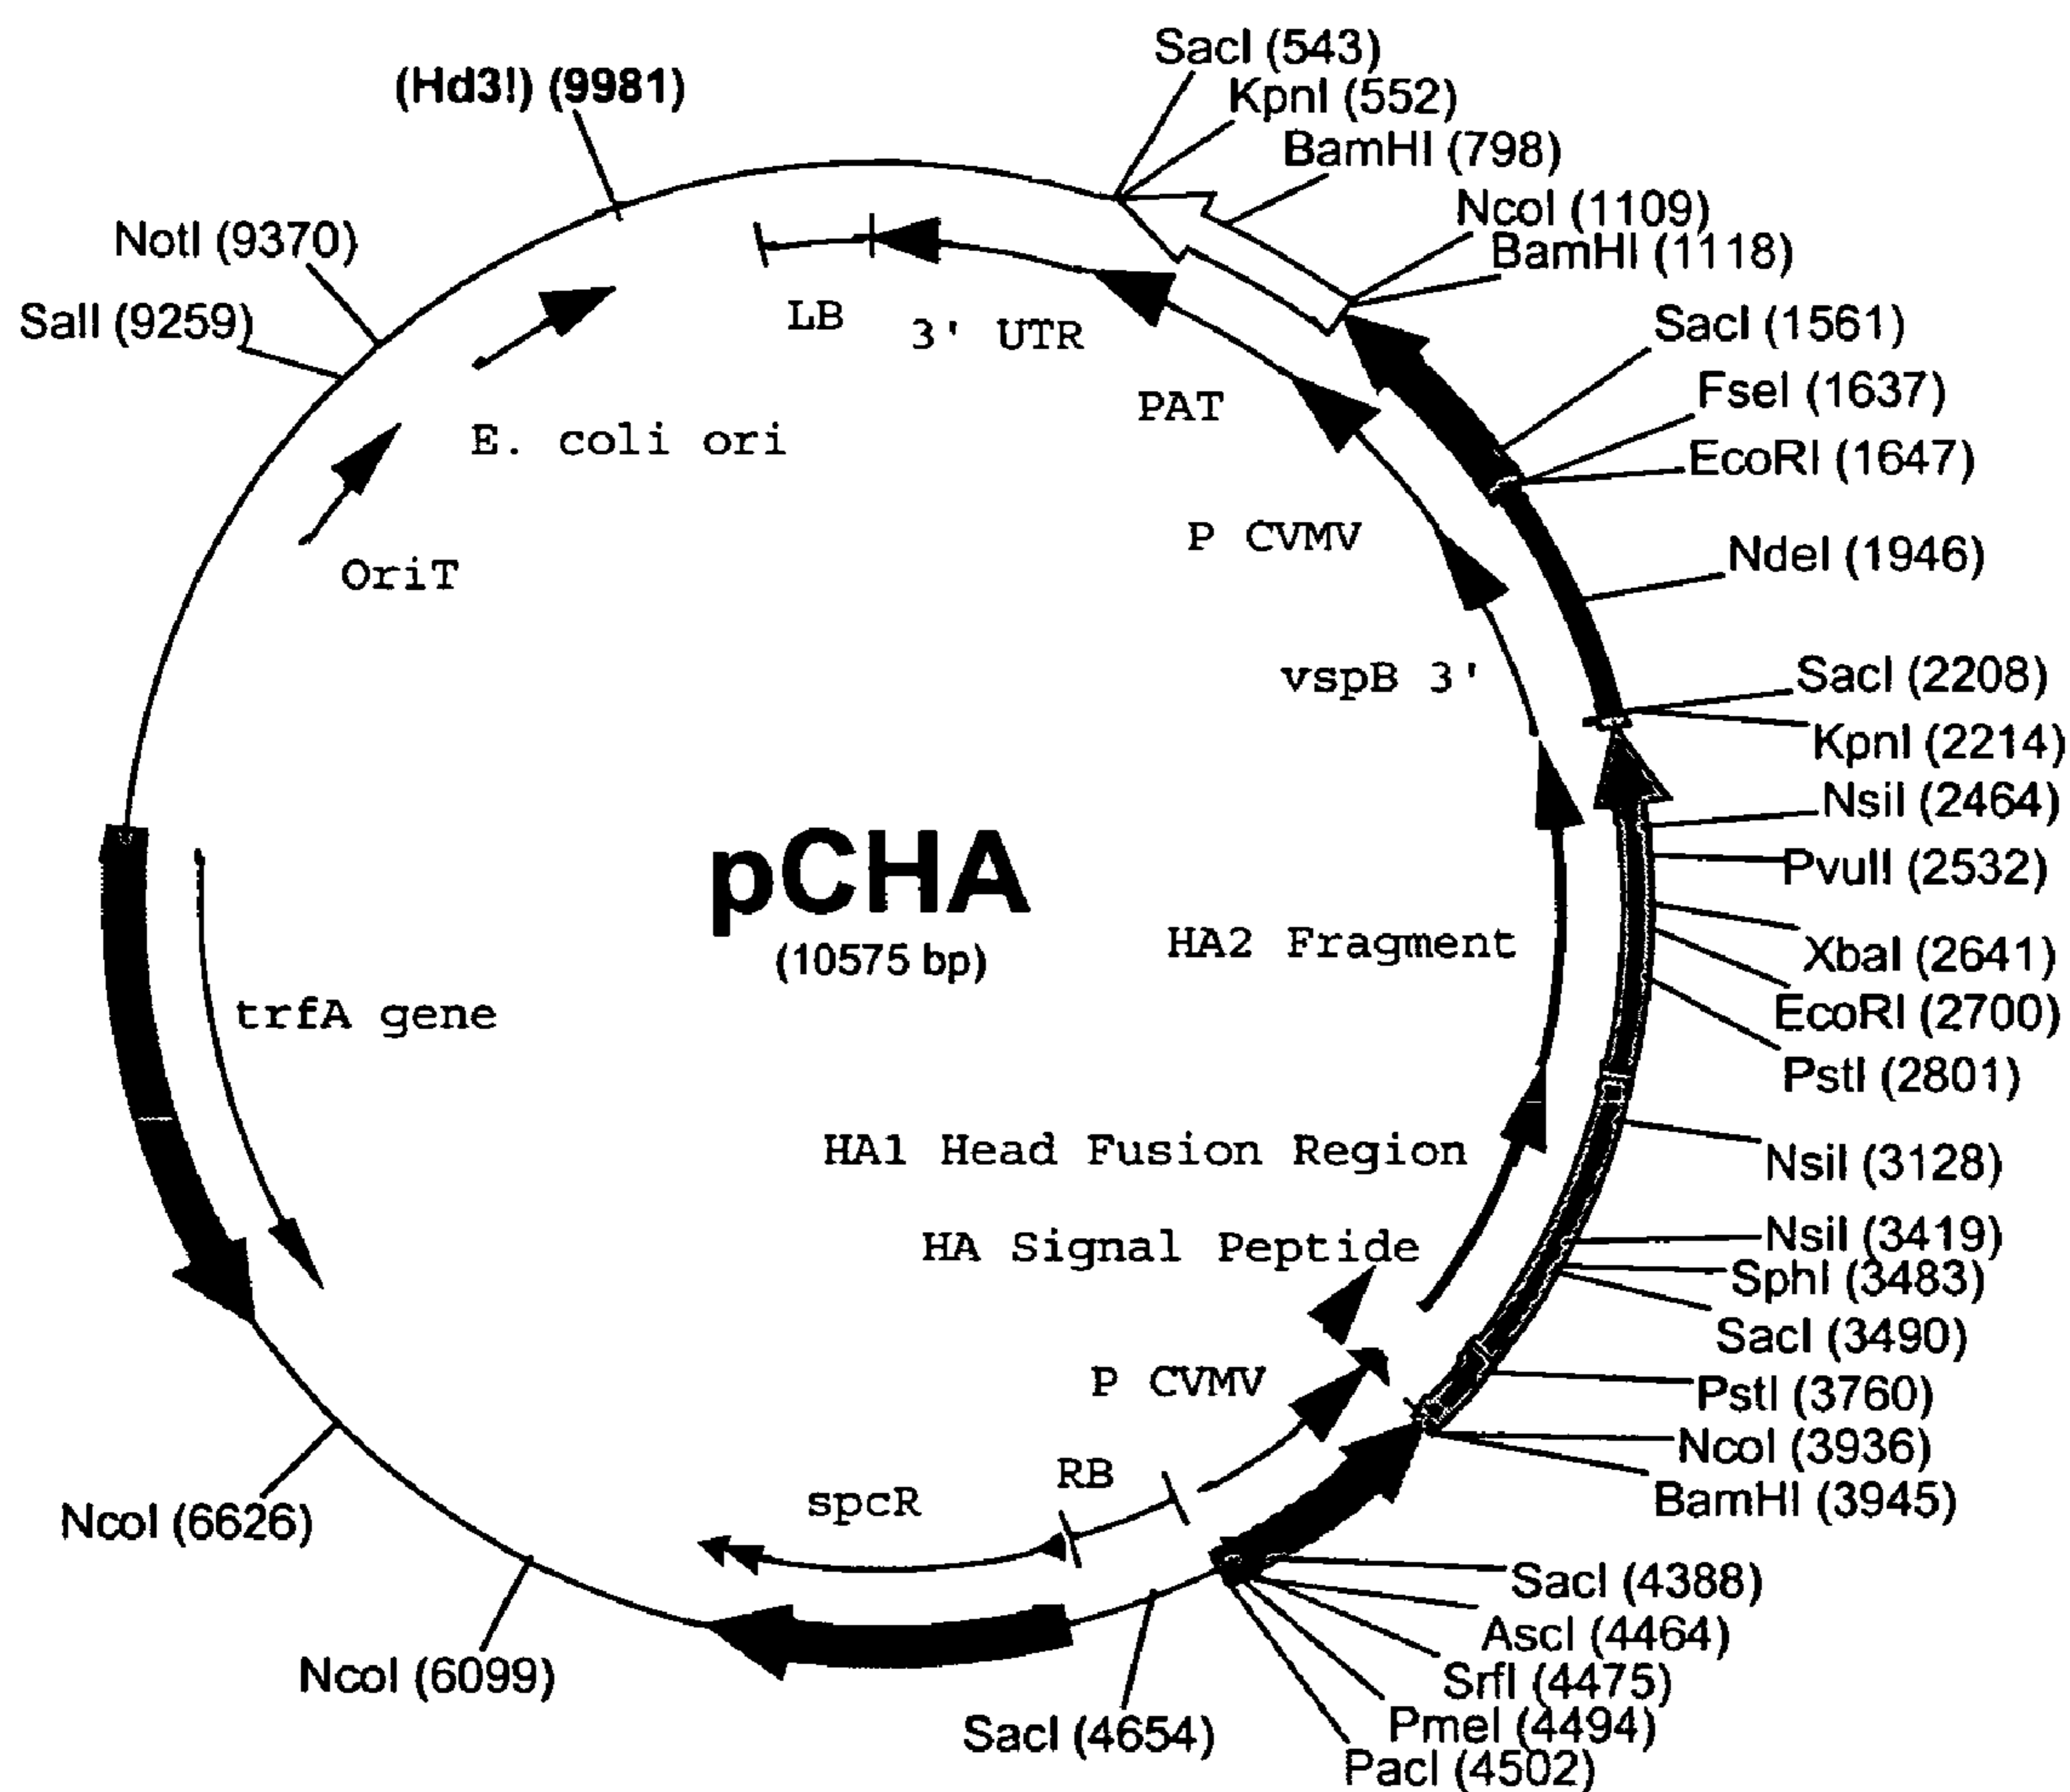 SacI (543)
KpnI (552)
BamHI (798)
NcoI (1109)
BamHI (1118)
SacI (1561)
FseI (1637)
EcoRI (1647)
NdeI (1946)
SacI (2208)
KpnI (2214)
NsiI (2464)
PvuII (2532)
XbaI (2641)
EcoRI (2700)
PstI (2801)
NsiI (3128)
NsiI (3419)
SphI (3483)
SacI (3490)
PstI (3760)
NcoI (3936)
BamHI (3945)
SacI (4388)
AscI (4464)
SrfI (4475)
PmeI (4494)
PacI (4502)
SacI (4654)
NcoI (6099)
NcoI (6626)
SalI (9259)
NotI (9370)
(Hd3I) (9981)
LB
3' UTR
PAT
P CVMV
vspB 3'
HA2 Fragment
HA1 Head Fusion Region
HA Signal Peptide
P CVMV
RB
spcR
trfA gene
OriT
E. coli ori
pCHA
(10575 bp)